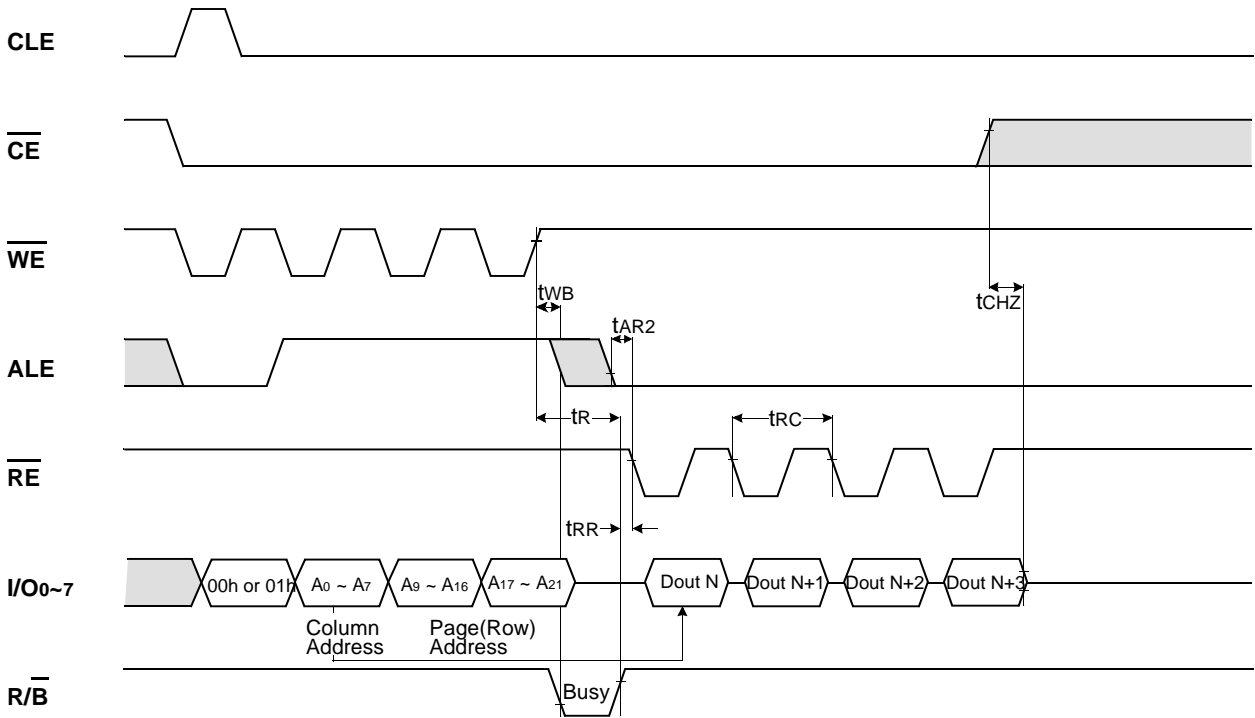 CLE
CE
WE
tWB
tCHZ
tAR2
ALE
tR
tRC
RE
tRR
I/O0~7
00h or 01h
A0 ~ A7
A9 ~ A16
A17 ~ A21
Dout N
Dout N+1
Dout N+2
Dout N+3
Column
Address
Page(Row)
Address
R/B
Busy